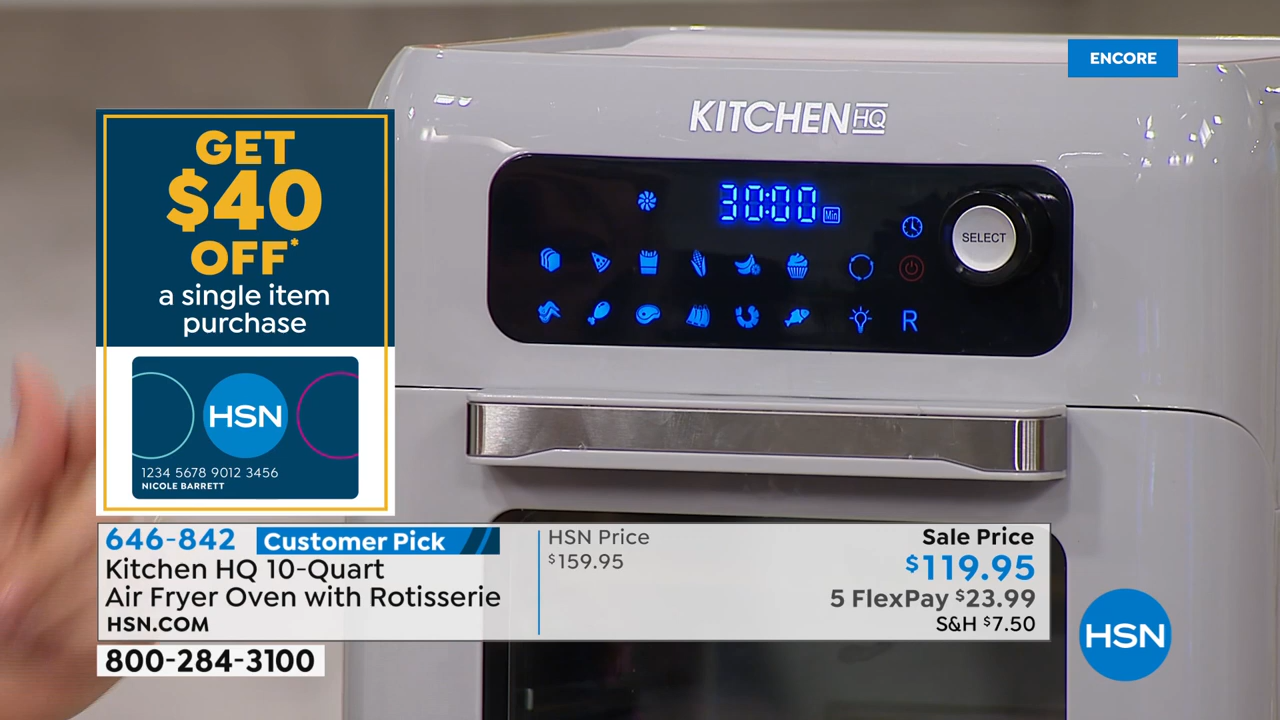 ENCORE
KITCHEN HQ
30:00 Min
SELECT
R
GET
$40
OFF*
a single item
purchase
HSN
1234 5678 9012 3456
NICOLE BARRETT
646-842 Customer Pick
Kitchen HQ 10-Quart
Air Fryer Oven with Rotisserie
HSN.COM
800-284-3100
HSN Price
$159.95
Sale Price
$119.95
5 FlexPay $23.99
S&H $7.50
HSN